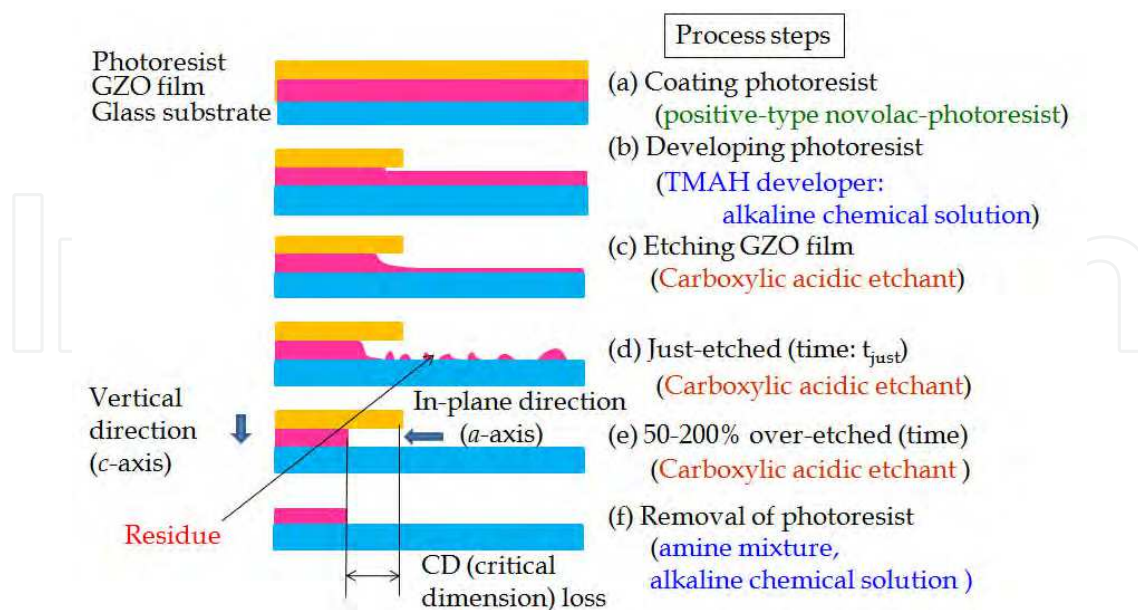 Process steps
Photoresist
GZO film
Glass substrate
(a) Coating photoresist
(positive-type novolac-photoresist)
(b) Developing photoresist
(TMAH developer:
alkaline chemical solution)
(c) Etching GZO film
(Carboxylic acidic etchant)
(d) Just-etched (time: tjust)
(Carboxylic acidic etchant)
Vertical
direction
(c-axis)
In-plane direction
(a-axis)
(e) 50-200% over-etched (time)
(Carboxylic acidic etchant )
Residue
(f) Removal of photoresist
(amine mixture,
alkaline chemical solution )
CD (critical
dimension) loss